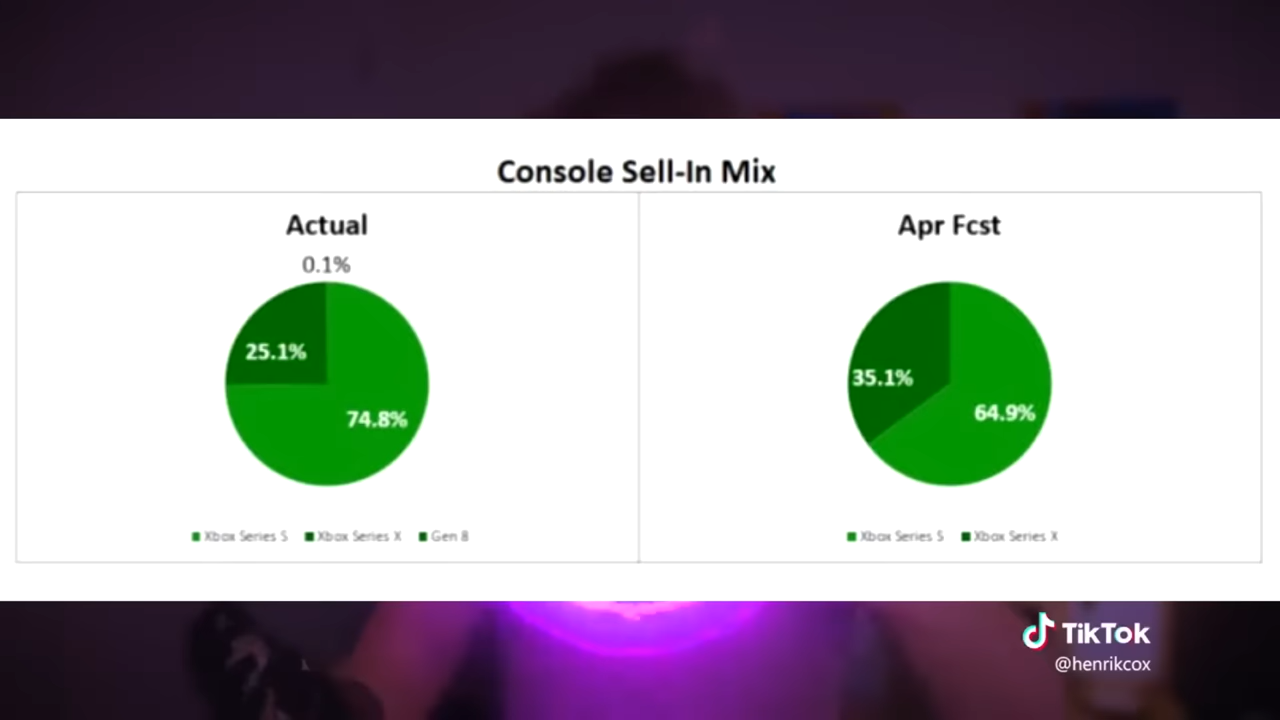 Console Sell-In Mix
Actual
0.1%
25.1%
74.8%
Xbox Series S Xbox Series X Gen 8
Apr Fcst
35.1%
64.9%
Xbox Series S Xbox Series X
TikTok
@henrikcox